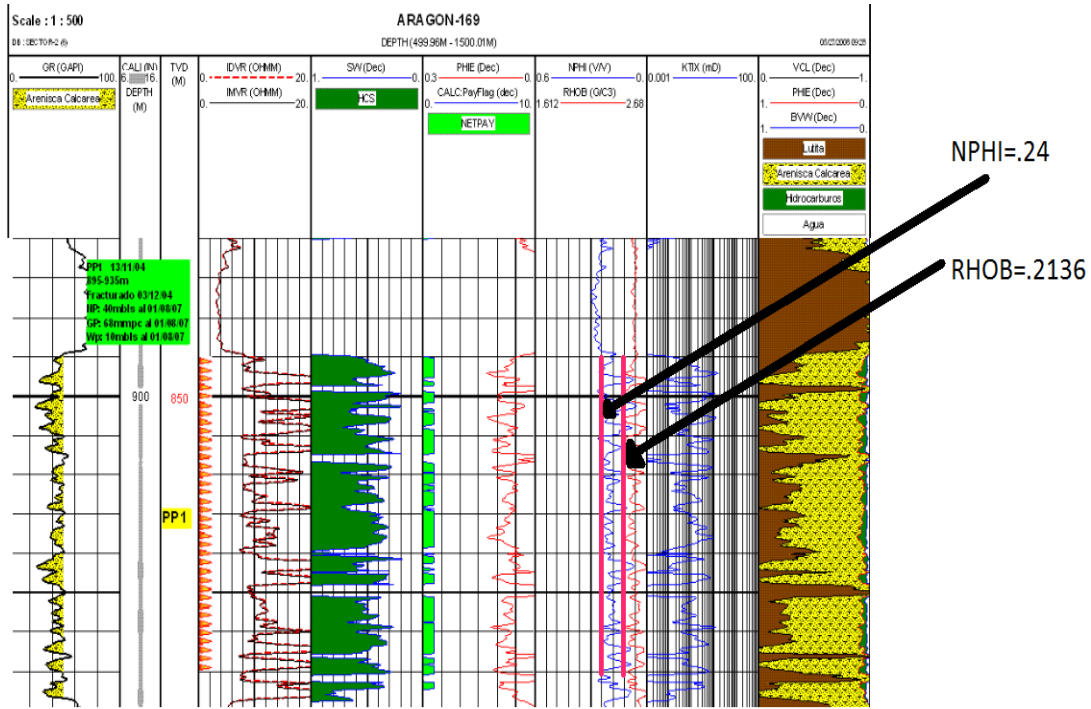 Scale : 1 : 500
ARAGON-169
DB : SECTOR-2 (6)
DEPTH (499.96M - 1500.01M)
GR (GAPI)
0. 100.
Arenisca Calcarea
CALI (IN)
6. 16.
DEPTH
(M)
TVD
(M)
IDVR (OHMM)
0. 20.
IMVR (OHMM)
0. 20.
SW (Dec)
1. 0.
HCS
PHIE (Dec)
0.3 0.
CALC:PayFlag (dec)
0. 10.
NETPAY
NPHI (V/V)
0.6 0.
RHOB (G/C3)
1.612 2.68
KTIX (mD)
0.001 100.
VCL (Dec)
0. 1.
PHIE (Dec)
1. 0.
BVW (Dec)
1. 0.
Lutita
Arenisca Calcarea
Hidrocarburos
Agua
NPHI=.24
RHOB=.2136
PP1 13/11/04
895-935m
Fracturado 03/12/04
NP: 40mbls al 01/08/07
GP: 68mmpc al 01/08/07
Wp: 10mbls al 01/08/07
900
850
PP1